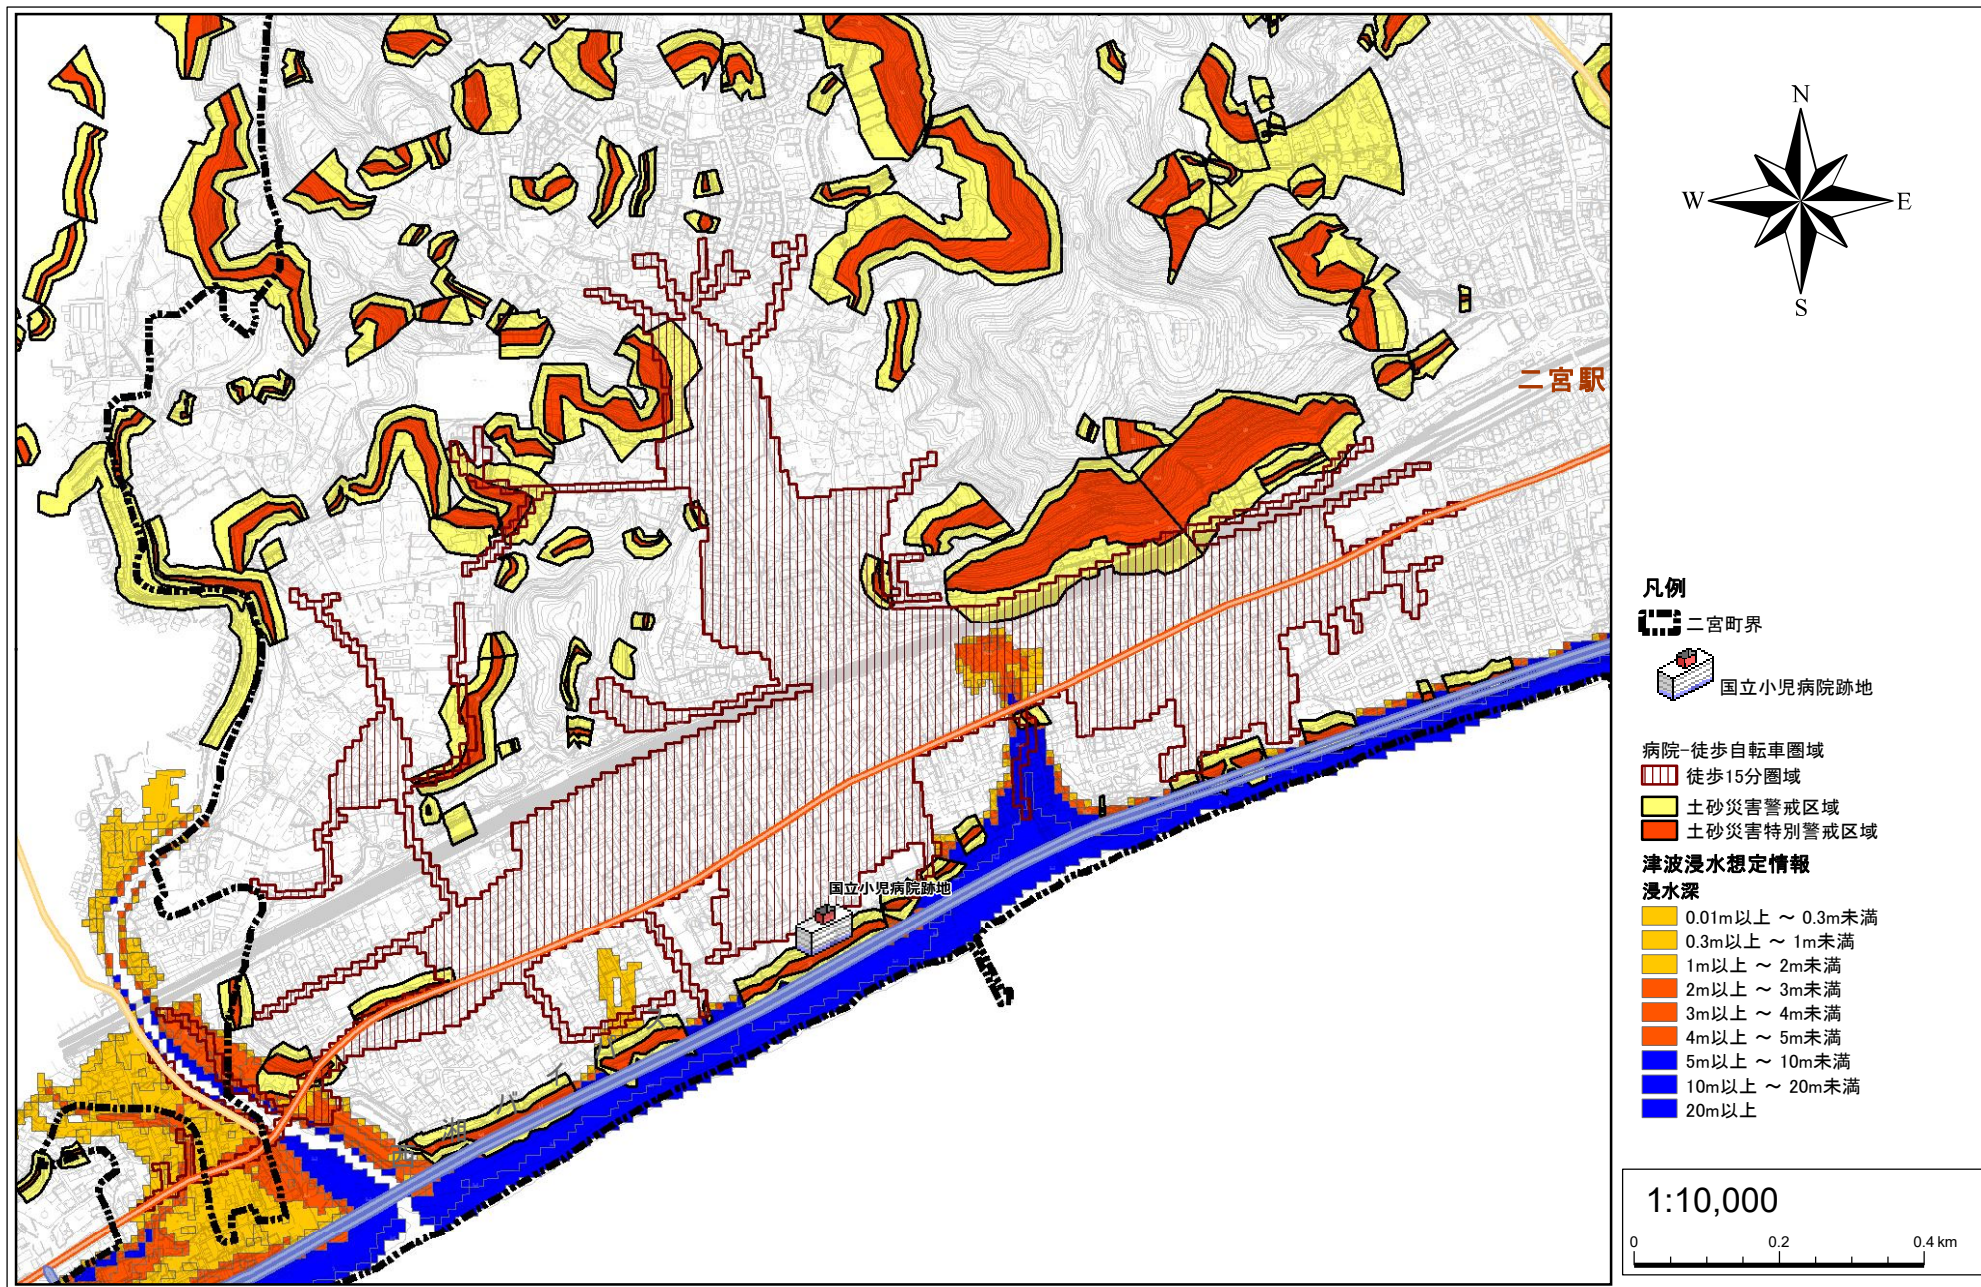 N
W
E
S
二宮駅
国立小児病院跡地
西
湘
バ
イ
パ
ス
凡例
二宮町界
国立小児病院跡地
病院-徒歩自転車圏域
徒歩15分圏域
土砂災害警戒区域
土砂災害特別警戒区域
津波浸水想定情報
浸水深
0.01m以上 ～ 0.3m未満
0.3m以上 ～ 1m未満
1m以上 ～ 2m未満
2m以上 ～ 3m未満
3m以上 ～ 4m未満
4m以上 ～ 5m未満
5m以上 ～ 10m未満
10m以上 ～ 20m未満
20m以上
1:10,000
0 0.2 0.4 km